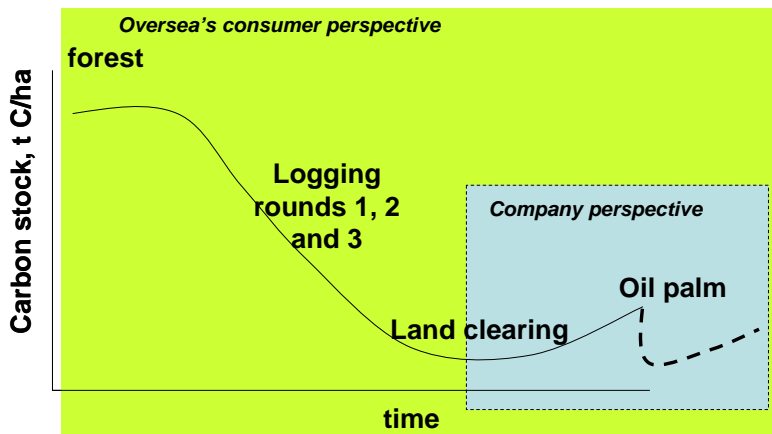 Oversea's consumer perspective
forest
Carbon stock, t C/ha
Logging
rounds 1, 2
and 3
Company perspective
Oil palm
Land clearing
time